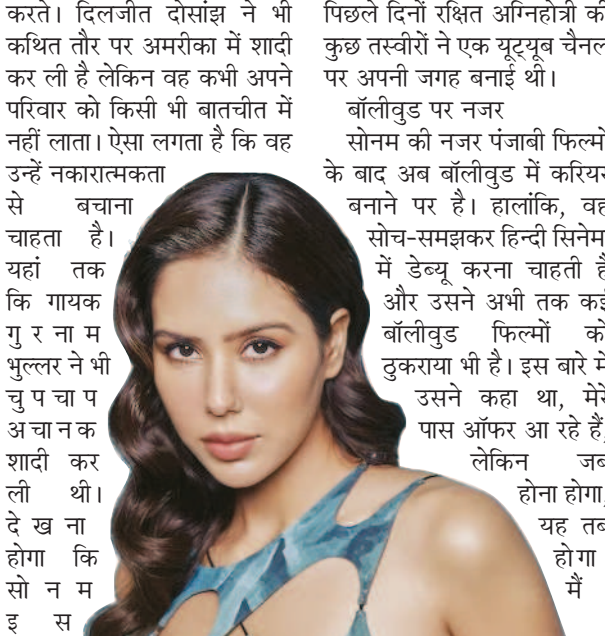 करते। दिलजीत दोसांझ ने भी
कथित तौर पर अमरीका में शादी
कर ली है लेकिन वह कभी अपने
परिवार को किसी भी बातचीत में
नहीं लाता। ऐसा लगता है कि वह
उन्हें नकारात्मकता
से बचाना
चाहता है।
यहां तक
कि गायक
गुरनाम
भुल्लर ने भी
चुपचाप
अचानक
शादी कर
ली थी।
देखना
होगा कि
सोनम
इस
पिछले दिनों रक्षित अग्निहोत्री की
कुछ तस्वीरों ने एक यूट्यूब चैनल
पर अपनी जगह बनाई थी।
बॉलीवुड पर नजर
सोनम की नजर पंजाबी फिल्मों
के बाद अब बॉलीवुड में करियर
बनाने पर है। हालांकि, वह
सोच-समझकर हिन्दी सिनेमा
में डेब्यू करना चाहती है
और उसने अभी तक कई
बॉलीवुड फिल्मों को
ठुकराया भी है। इस बारे में
उसने कहा था, मेरे
पास ऑफर आ रहे हैं,
लेकिन जब
होना होगा,
यह तब
होगा
मैं